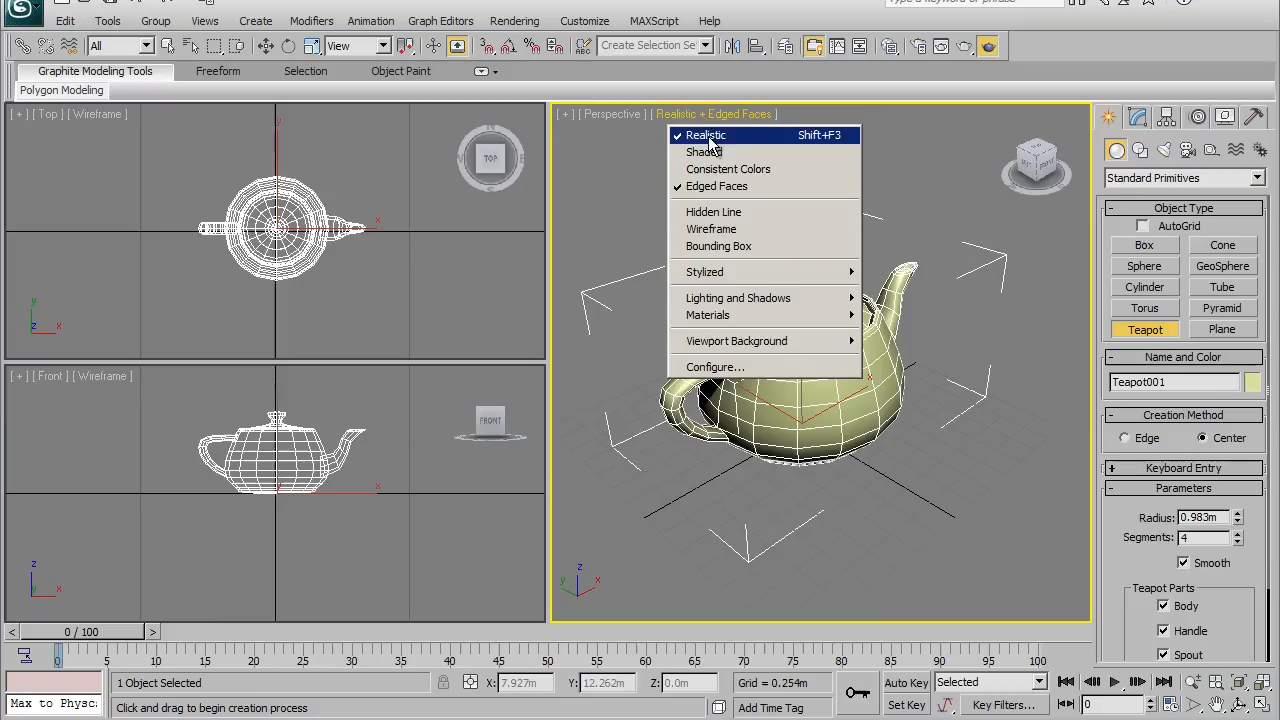 Type a keyword or phrase
Edit Tools Group Views Create Modifiers Animation Graph Editors Rendering Customize MAXScript Help
All View Create Selection Se
Graphite Modeling Tools Freeform Selection Object Paint
Polygon Modeling
[ + ] [ Top ] [ Wireframe ]
TOP
y
x
y
z x
[ + ] [ Front ] [ Wireframe ]
FRONT
x
z
y x
[ + ] [ Perspective ] [ Realistic + Edged Faces ]
Realistic Shift+F3
Shaded
Consistent Colors
Edged Faces
Hidden Line
Wireframe
Bounding Box
Stylized
Lighting and Shadows
Materials
Viewport Background
Configure...
x
z
y x
Standard Primitives
- Object Type
AutoGrid
Box Cone
Sphere GeoSphere
Cylinder Tube
Torus Pyramid
Teapot Plane
- Name and Color
Teapot001
- Creation Method
Edge Center
+ Keyboard Entry
- Parameters
Radius: 0.983m
Segments: 4
Smooth
Teapot Parts
Body
Handle
Spout
< 0 / 100 >
0 5 10 15 20 25 30 35 40 45 50 55 60 65 70 75 80 85 90 95 100
1 Object Selected X: 7.927m Y: 12.262m Z: 0.0m Grid = 0.254m Auto Key Selected
Max to Physc Click and drag to begin creation process Add Time Tag Set Key Key Filters... 0